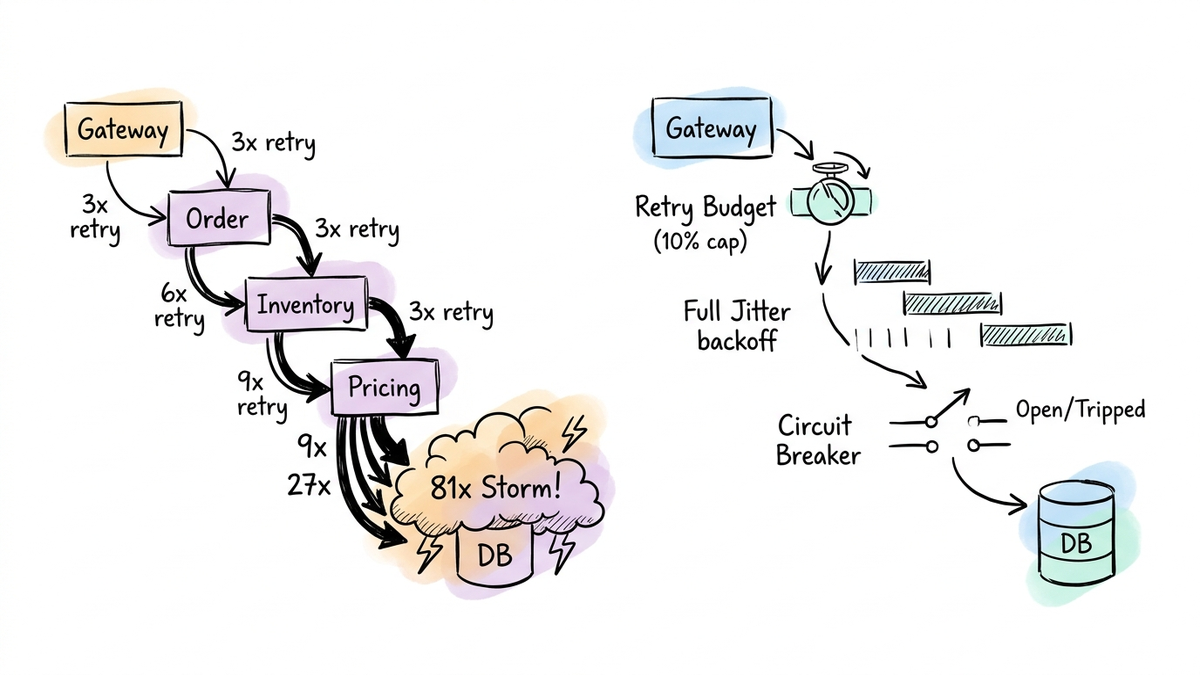 Gateway
3x retry
3x
retry
Order
3x retry
6x
retry
Inventory
3x retry
9x
retry
Pricing
9x
27x
81x Storm!
DB
Gateway
Retry Budget
(10% cap)
Full Jitter
backoff
Circuit
Breaker
Open/Tripped
DB